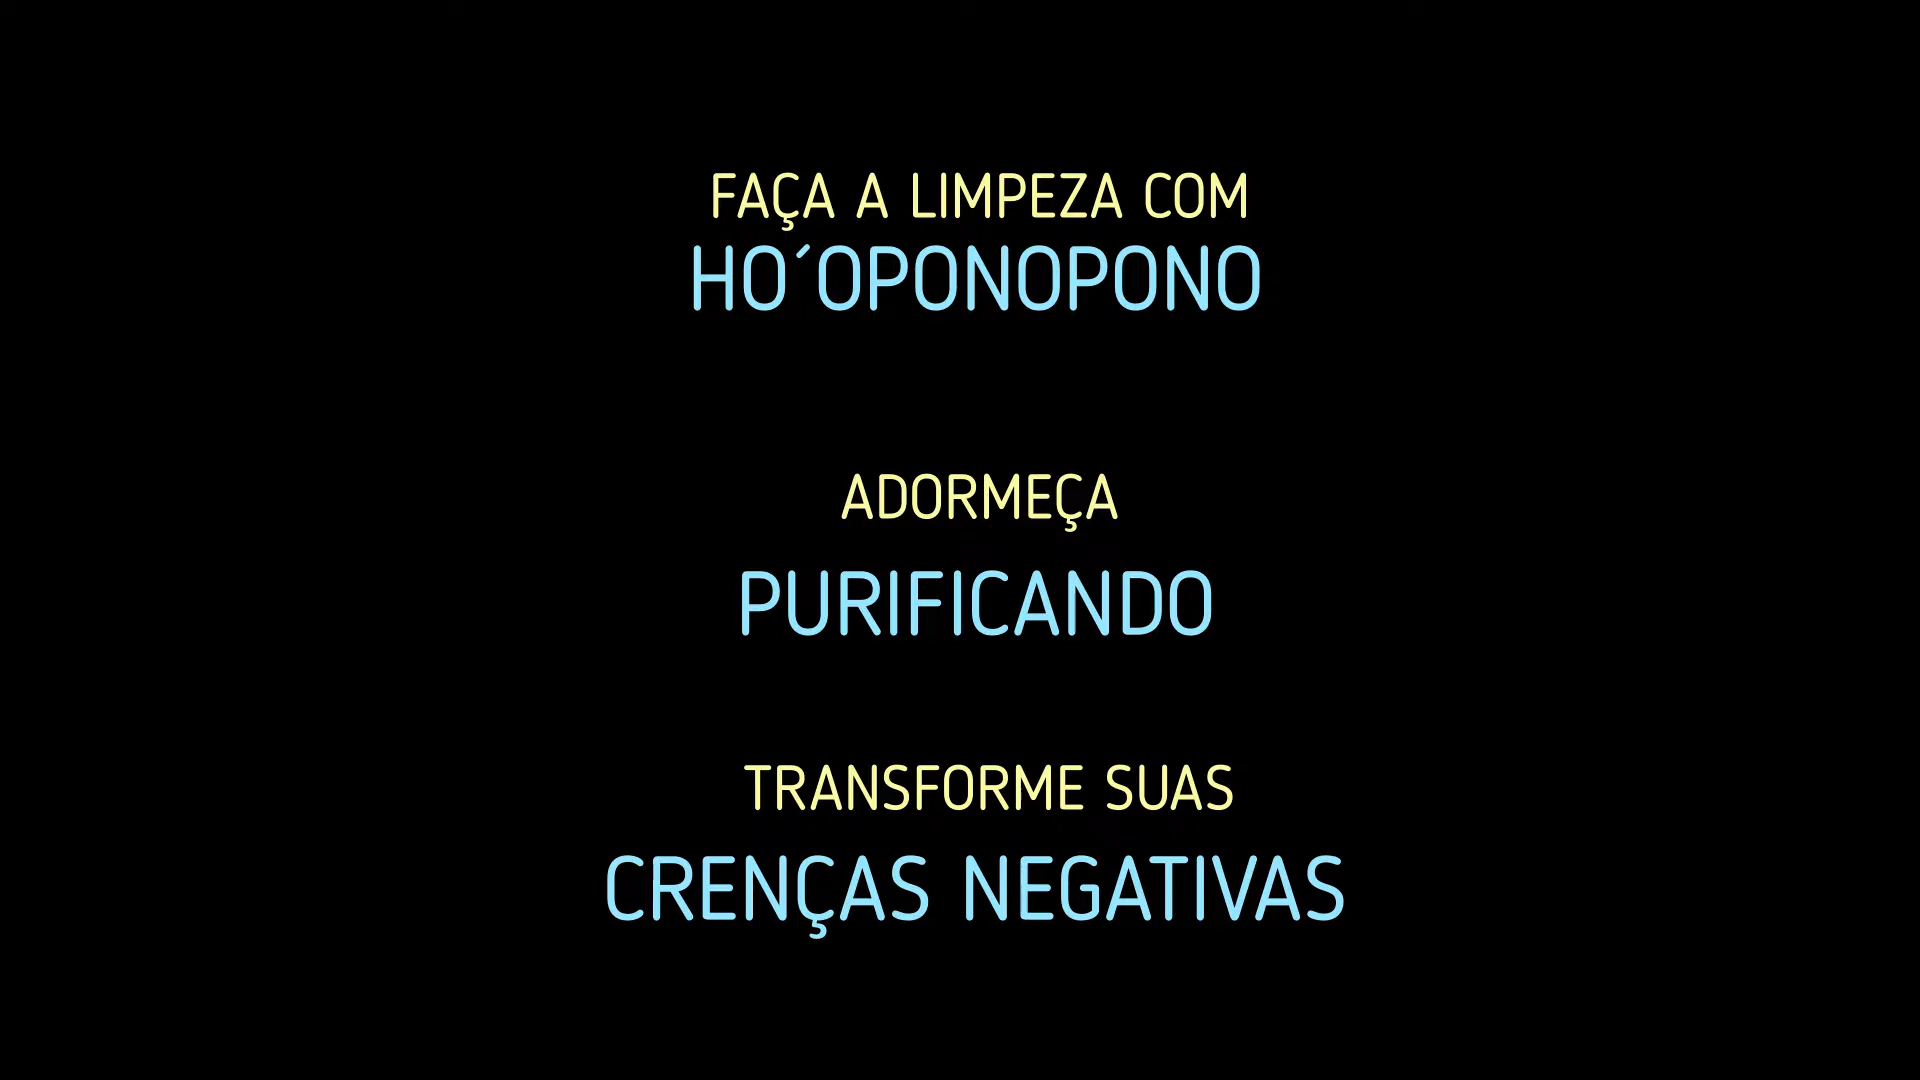 FAÇA A LIMPEZA COM
HO´OPONOPONO
ADORMEÇA
PURIFICANDO
TRANSFORME SUAS
CRENÇAS NEGATIVAS